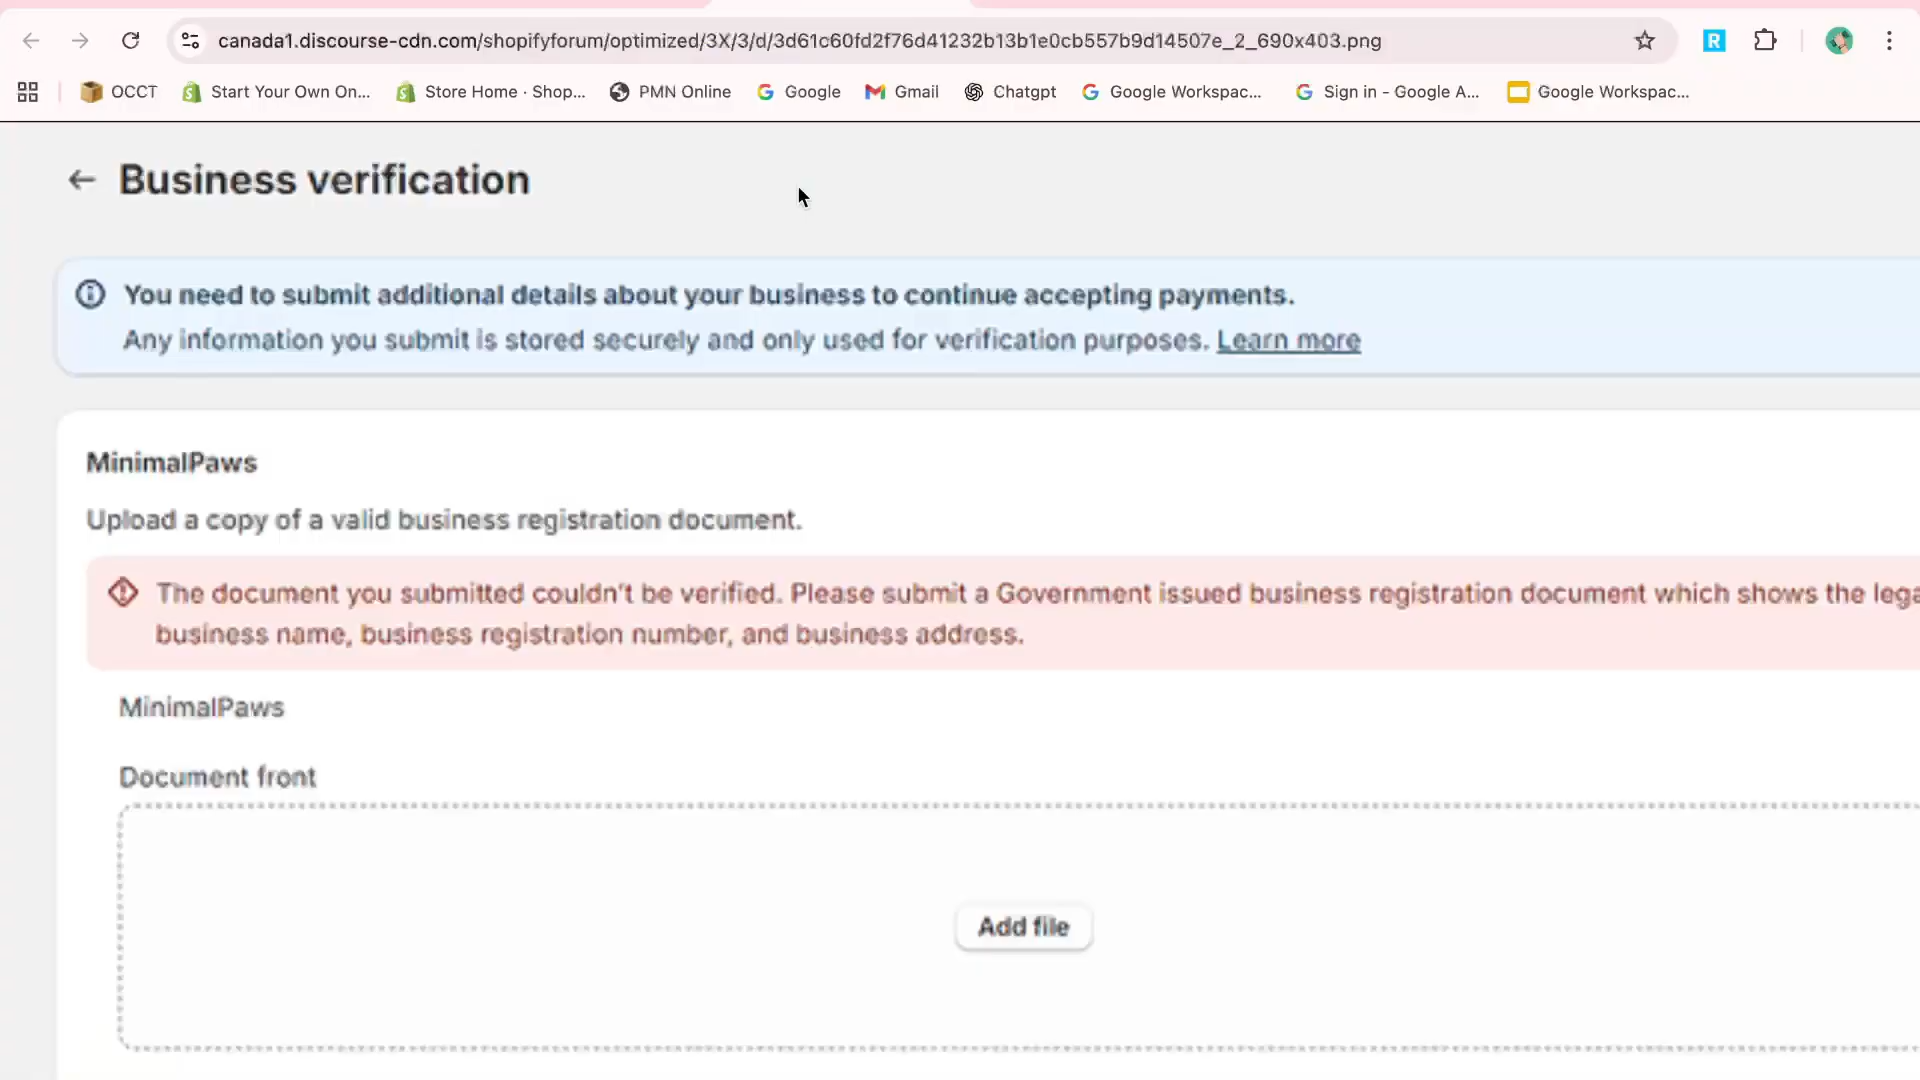 canada1.discourse-cdn.com/shopifyforum/optimized/3X/3/d/3d61c60fd2f76d41232b13b1e0cb557b9d14507e_2_690x403.png
OCCT
Start Your Own On...
Store Home · Shop...
PMN Online
Google
Gmail
Chatgpt
Google Workspac...
Sign in - Google A...
Google Workspac...
Business verification
You need to submit additional details about your business to continue accepting payments.
Any information you submit is stored securely and only used for verification purposes. Learn more
MinimalPaws
Upload a copy of a valid business registration document.
The document you submitted couldn't be verified. Please submit a Government issued business registration document which shows the lega
business name, business registration number, and business address.
MinimalPaws
Document front
Add file